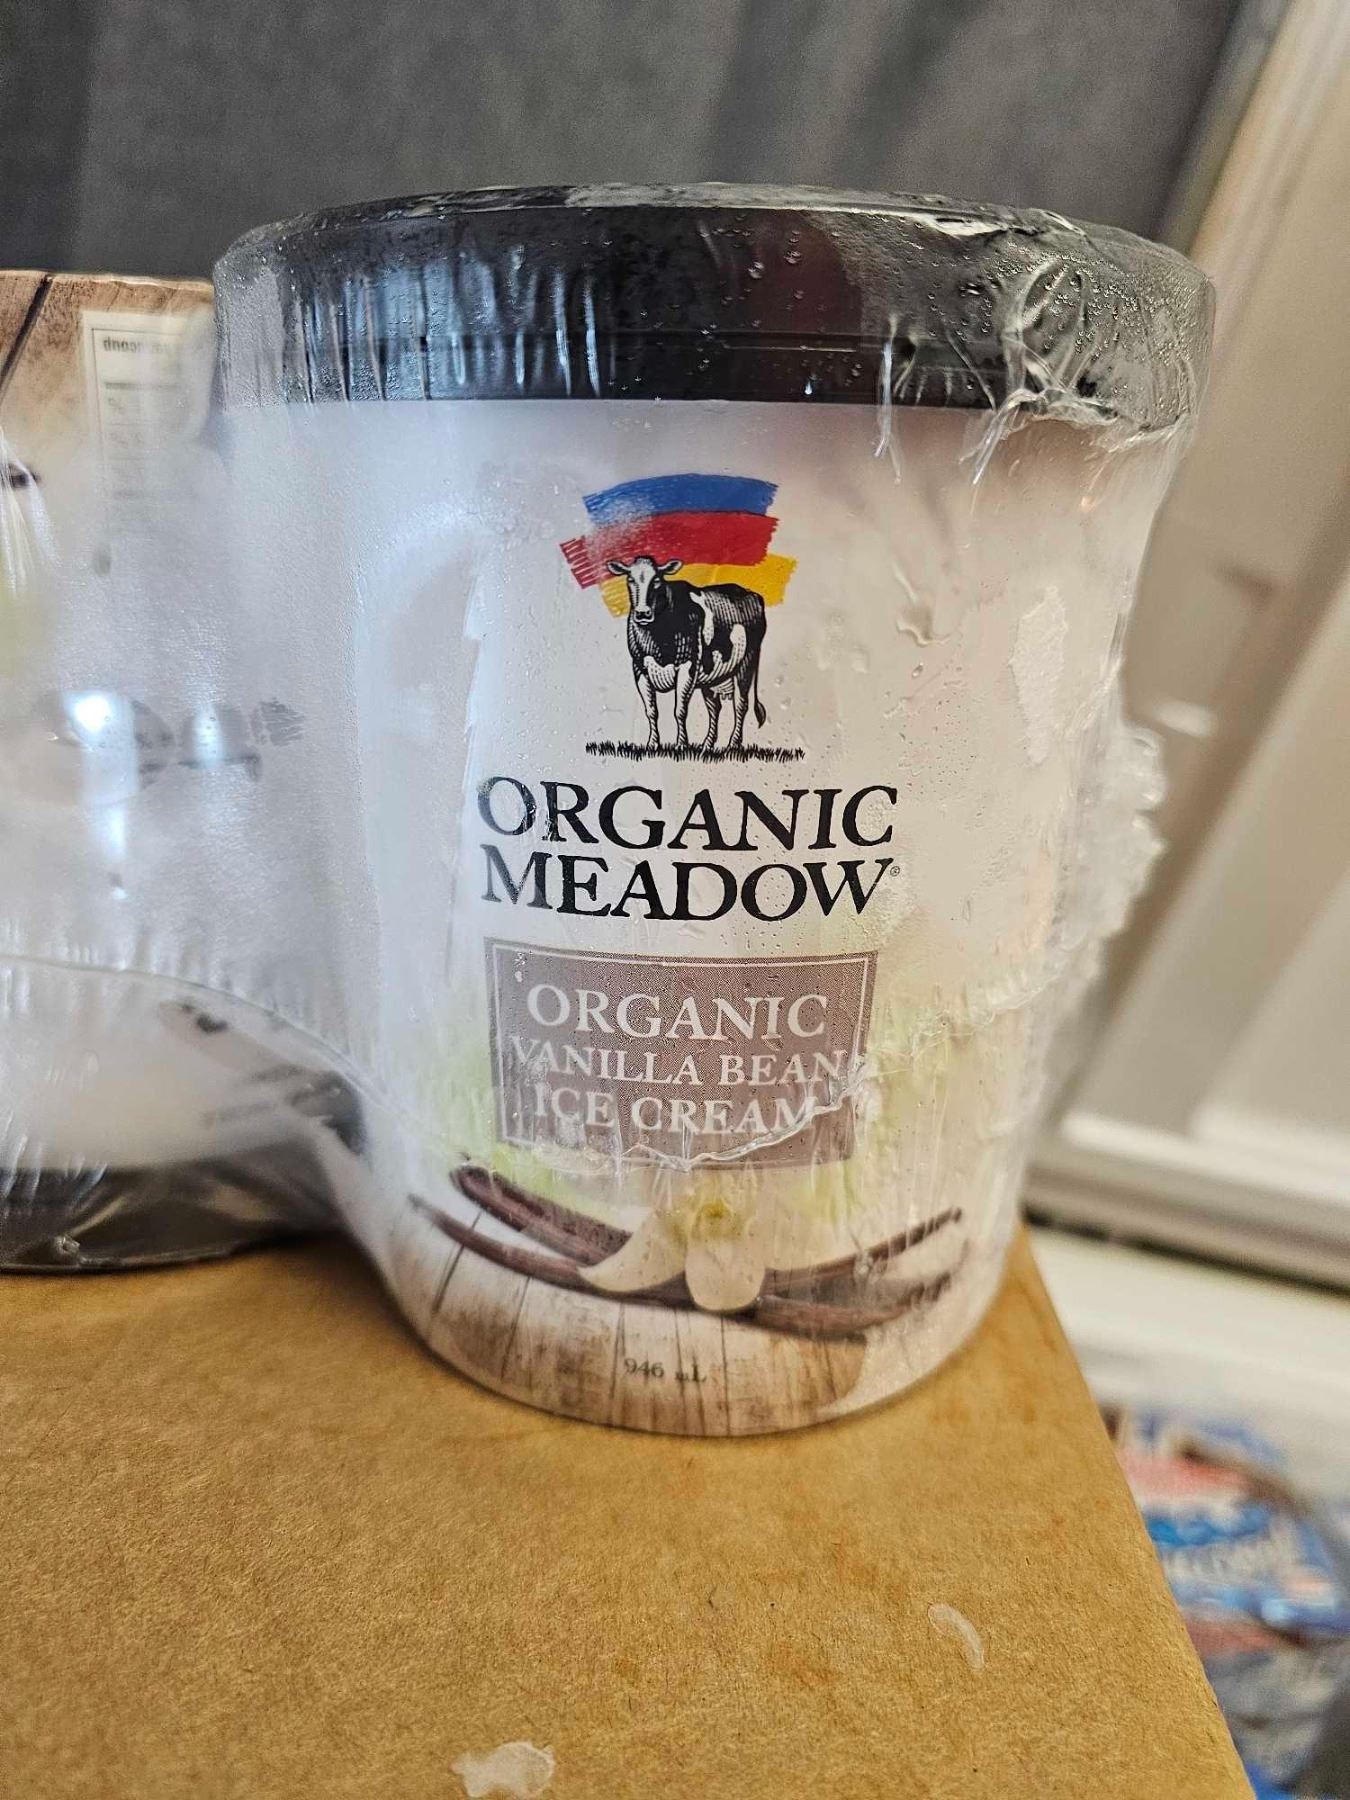 ORGANIC
MEADOW®
ORGANIC
VANILLA BEAN
ICE CREAM
946 mL